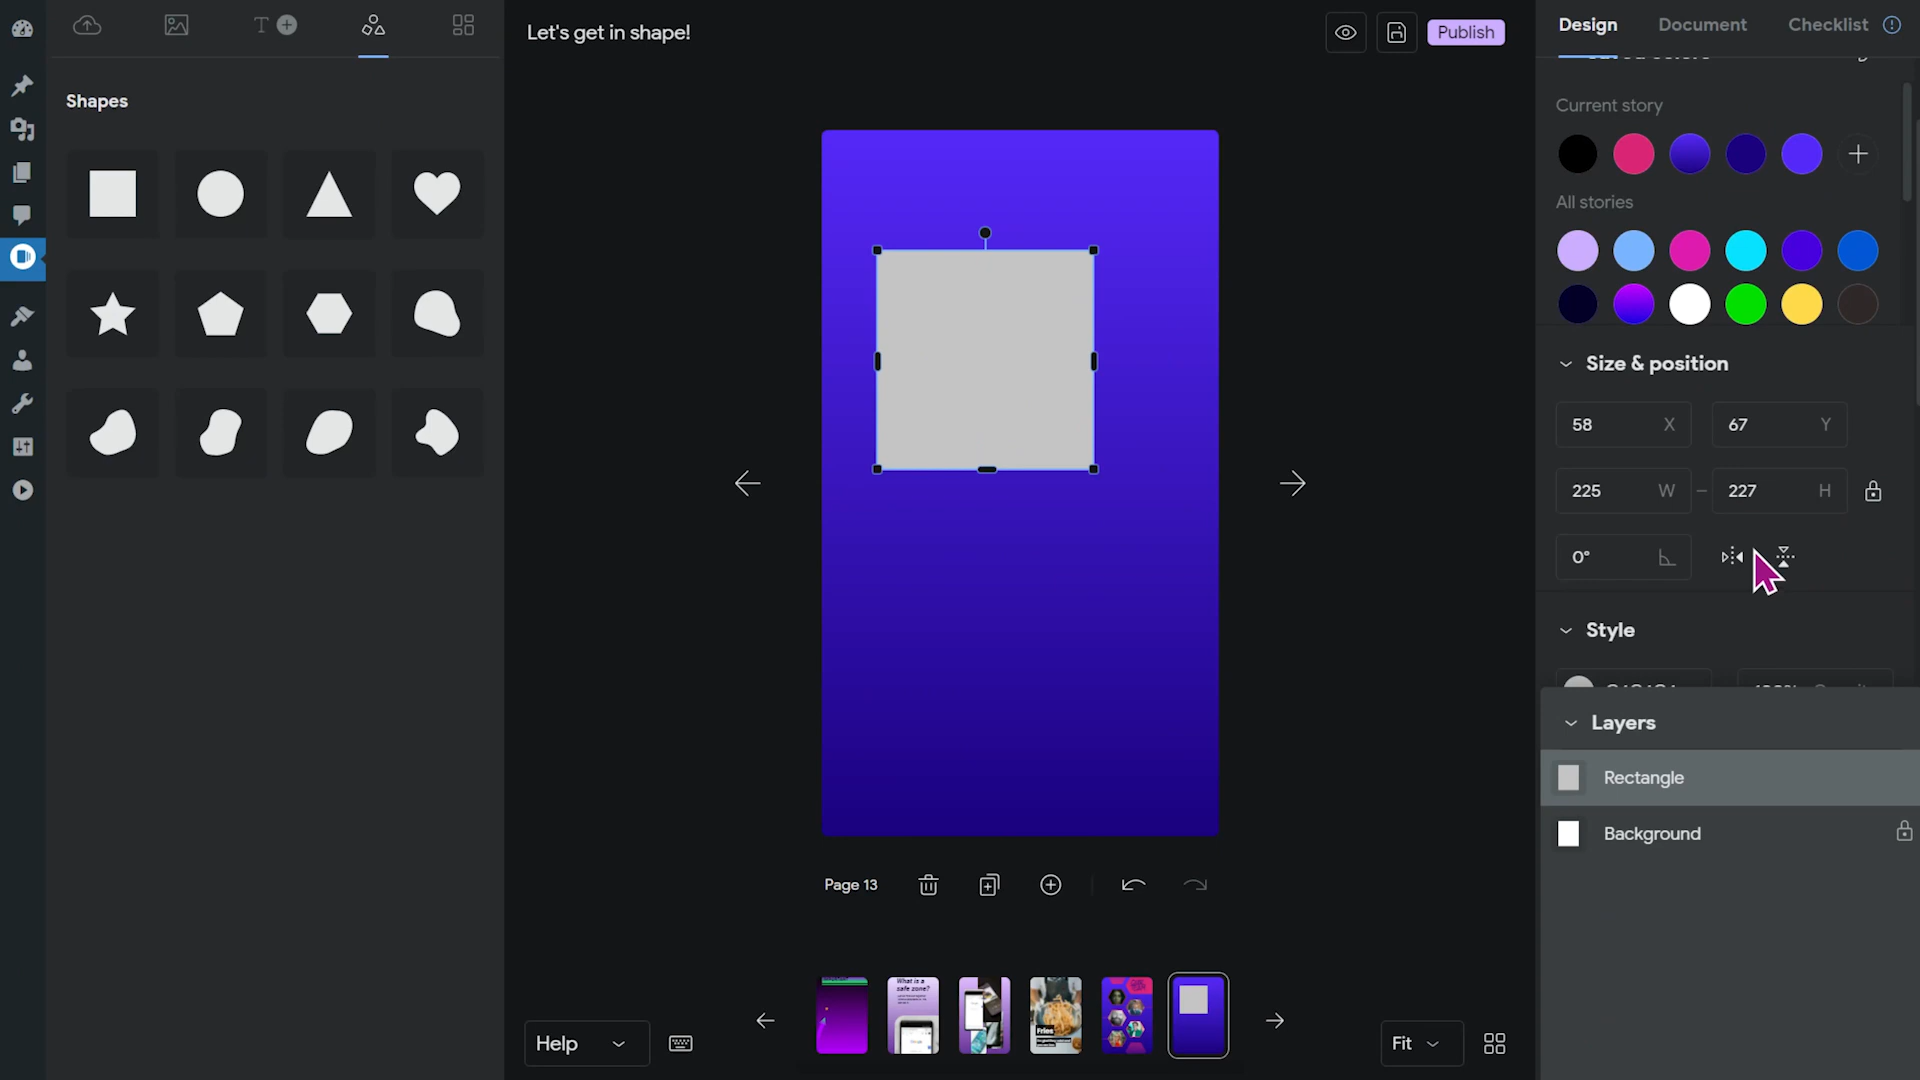 T
Let's get in shape!
Publish
Design
Document
Checklist
Shapes
Current story
All stories
Size & position
58 X
67 Y
225 W
227 H
0°
Style
Layers
Rectangle
Background
Page 13
What is a
safe zone?
Fries
Help
Fit